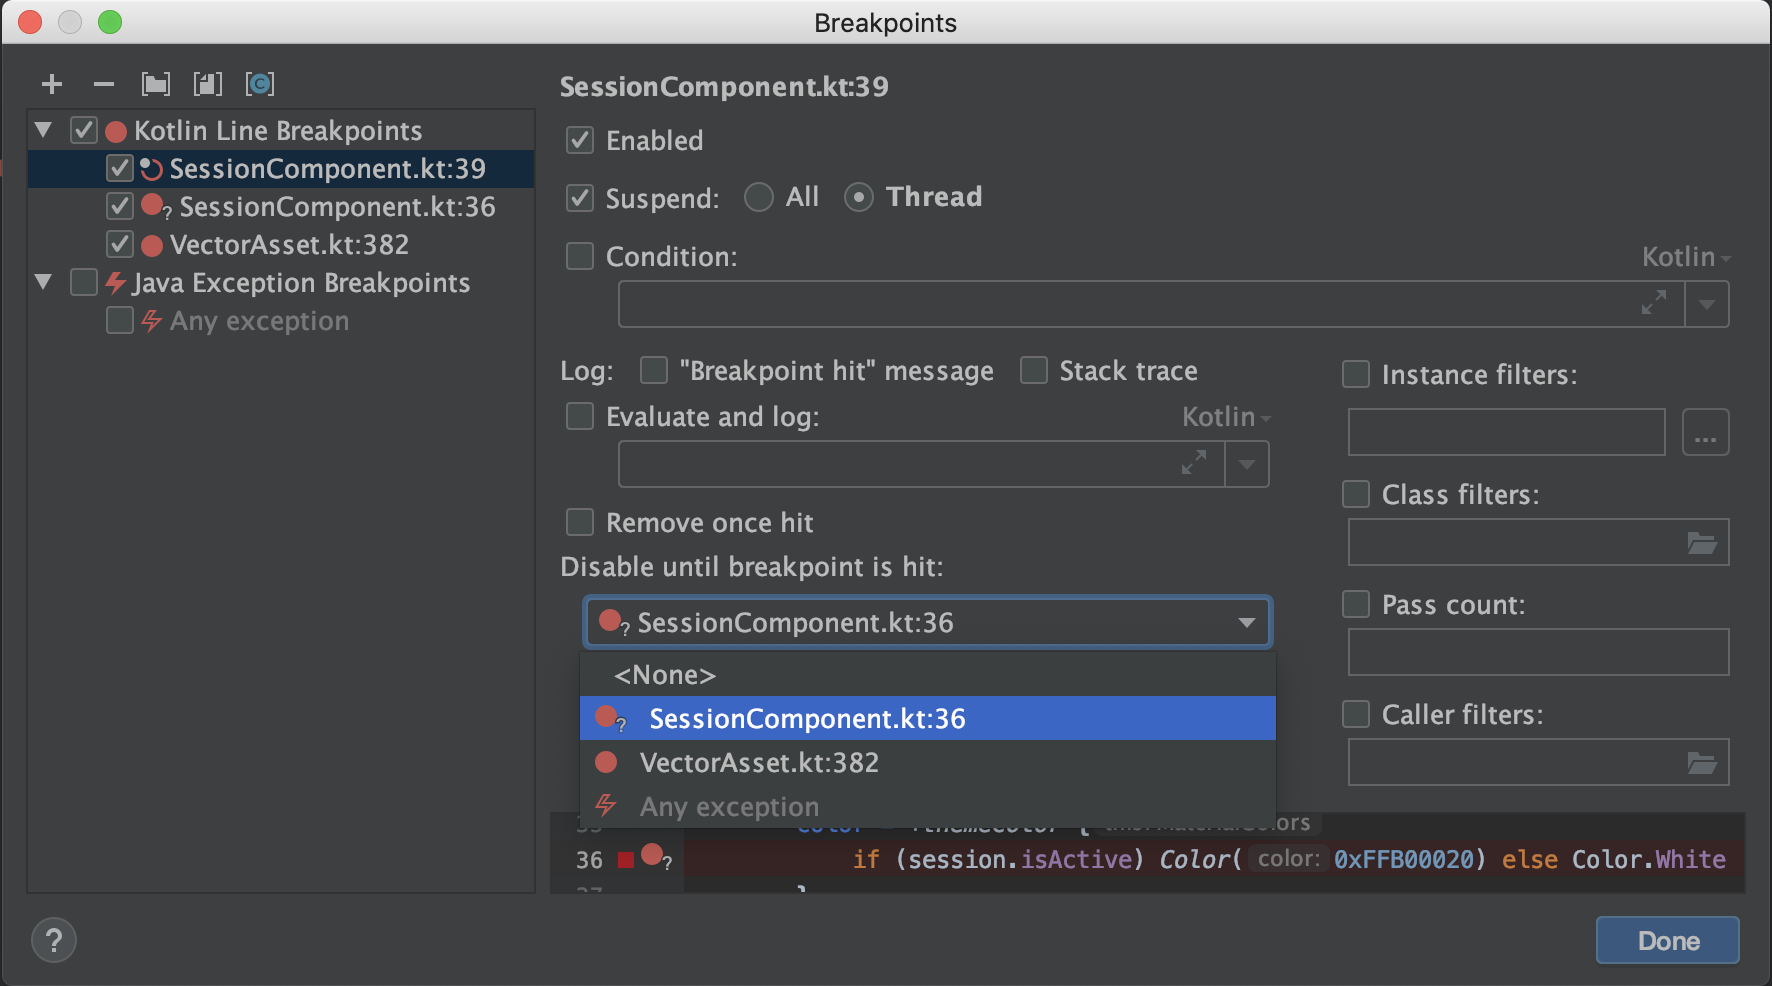 Breakpoints
SessionComponent.kt:39
Kotlin Line Breakpoints
SessionComponent.kt:39
SessionComponent.kt:36
VectorAsset.kt:382
Java Exception Breakpoints
Any exception
Enabled
Suspend: All Thread
Condition: Kotlin
Log: "Breakpoint hit" message Stack trace
Evaluate and log: Kotlin
Remove once hit
Disable until breakpoint is hit:
SessionComponent.kt:36
<None>
SessionComponent.kt:36
VectorAsset.kt:382
Any exception
Instance filters:
...
Class filters:
Pass count:
Caller filters:
36 if (session.isActive) Color( color: 0xFFB00020) else Color.White
?
Done